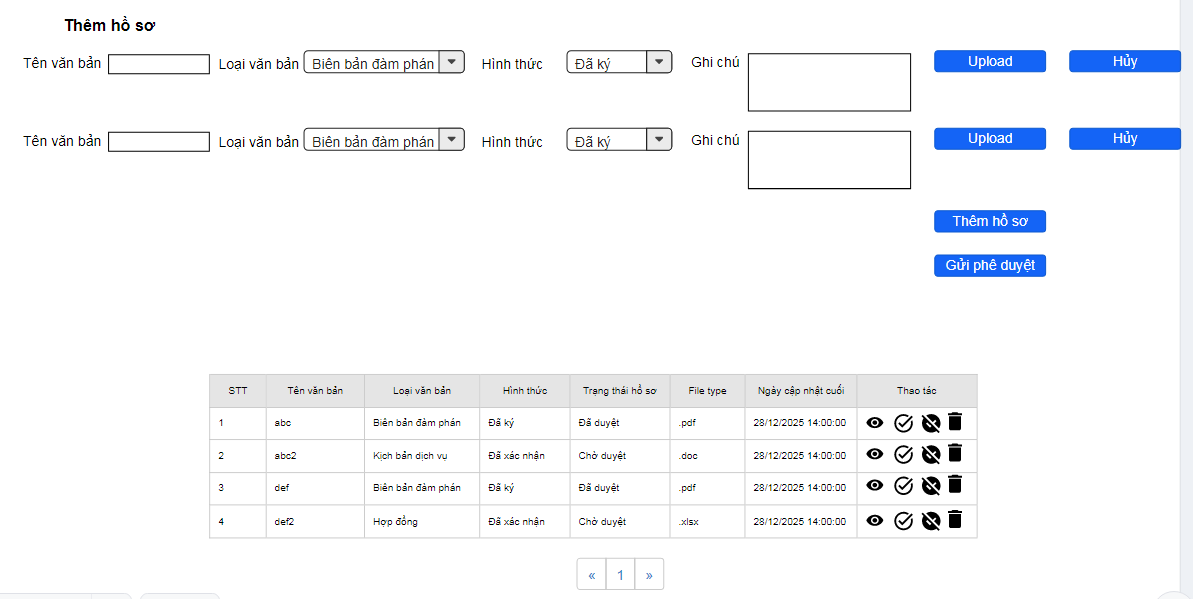 Thêm hồ sơ
Tên văn bản Loại văn bản Biên bản đàm phán Hình thức Đã ký Ghi chú Upload Hủy
Tên văn bản Loại văn bản Biên bản đàm phán Hình thức Đã ký Ghi chú Upload Hủy
Thêm hồ sơ
Gửi phê duyệt
STT Tên văn bản Loại văn bản Hình thức Trạng thái hồ sơ File type Ngày cập nhật cuối Thao tác
1 abc Biên bản đàm phán Đã ký Đã duyệt .pdf 28/12/2025 14:00:00
2 abc2 Kịch bản dịch vụ Đã xác nhận Chờ duyệt .doc 28/12/2025 14:00:00
3 def Biên bản đàm phán Đã ký Đã duyệt .pdf 28/12/2025 14:00:00
4 def2 Hợp đồng Đã xác nhận Chờ duyệt .xlsx 28/12/2025 14:00:00
« 1 »